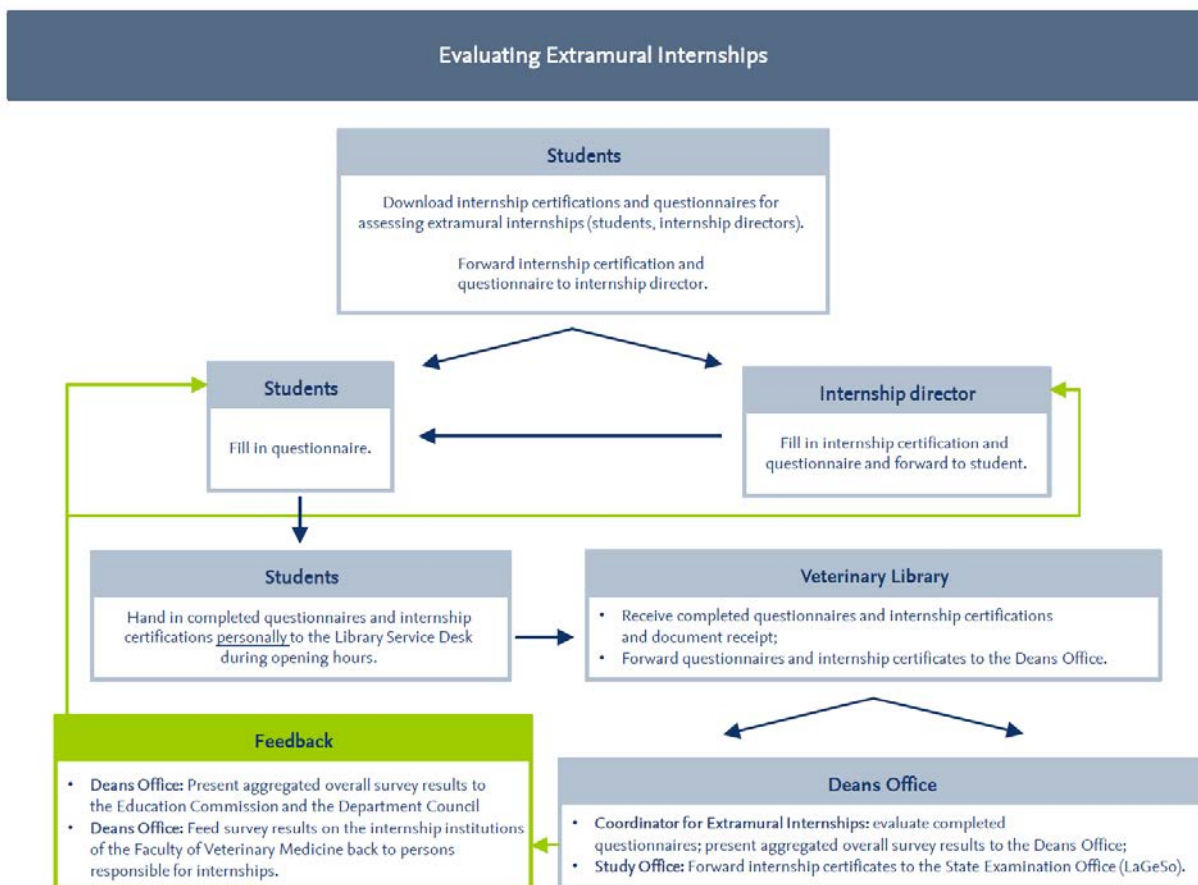 Evaluating Extramural Internships
Students
Download internship certifications and questionnaires for
assessing extramural internships (students, internship directors).
Forward internship certification and
questionnaire to internship director.
Students
Fill in questionnaire.
Internship director
Fill in internship certification and
questionnaire and forward to student.
Students
Hand in completed questionnaires and internship
certifications personally to the Library Service Desk
during opening hours.
Veterinary Library
• Receive completed questionnaires and internship certifications
and document receipt;
• Forward questionnaires and internship certificates to the Deans Office.
Feedback
• Deans Office: Present aggregated overall survey results to
the Education Commission and the Department Council
• Deans Office: Feed survey results on the internship institutions
of the Faculty of Veterinary Medicine back to persons
responsible for internships.
Deans Office
• Coordinator for Extramural Internships: evaluate completed
questionnaires; present aggregated overall survey results to the Deans Office;
• Study Office: Forward internship certificates to the State Examination Office (LaGeSo).